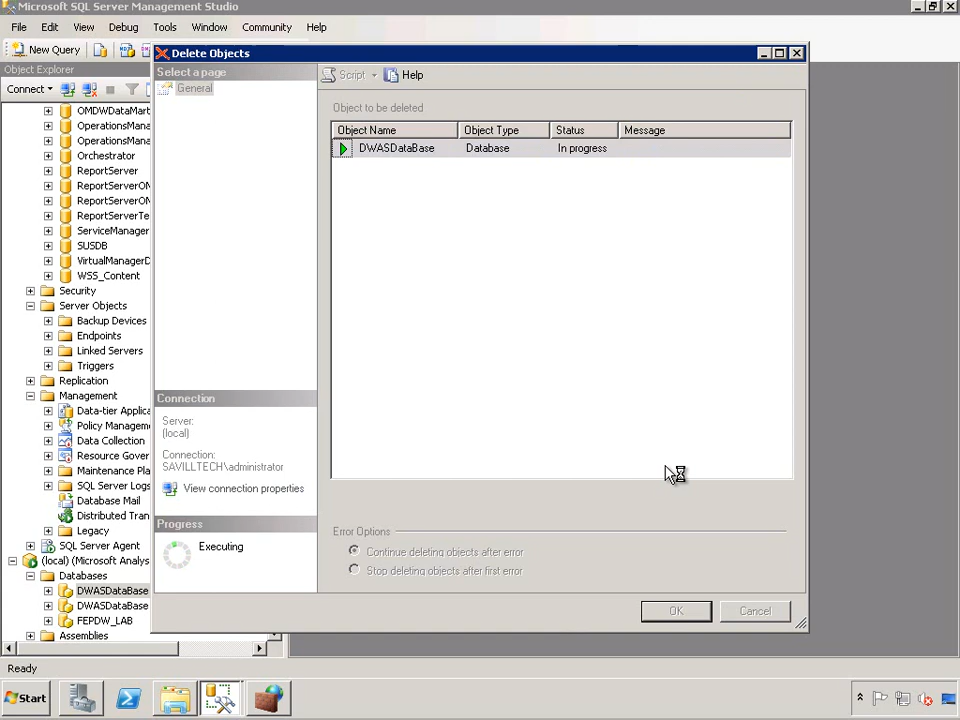 Microsoft SQL Server Management Studio
File Edit View Debug Tools Window Community Help
New Query
Object Explorer
Connect
OMDWDataMart
OperationsMana
OperationsMana
Orchestrator
ReportServer
ReportServerON
ReportServerON
ReportServerTe
ServiceManager
SUSDB
VirtualManagerD
WSS_Content
Security
Server Objects
Backup Devices
Endpoints
Linked Servers
Triggers
Replication
Management
Data-tier Applica
Policy Managem
Data Collection
Resource Gover
Maintenance Pla
SQL Server Logs
Database Mail
Distributed Tran
Legacy
SQL Server Agent
(local) (Microsoft Analys
Databases
DWASDataBase
DWASDataBase
FEPDW_LAB
Assemblies
Delete Objects
Select a page
General
Script Help
Object to be deleted
Object Name Object Type Status Message
DWASDataBase Database In progress
Connection
Server:
(local)
Connection:
SAVILLTECH\administrator
View connection properties
Progress
Executing
Error Options
Continue deleting objects after error
Stop deleting objects after first error
OK Cancel
Ready
Start